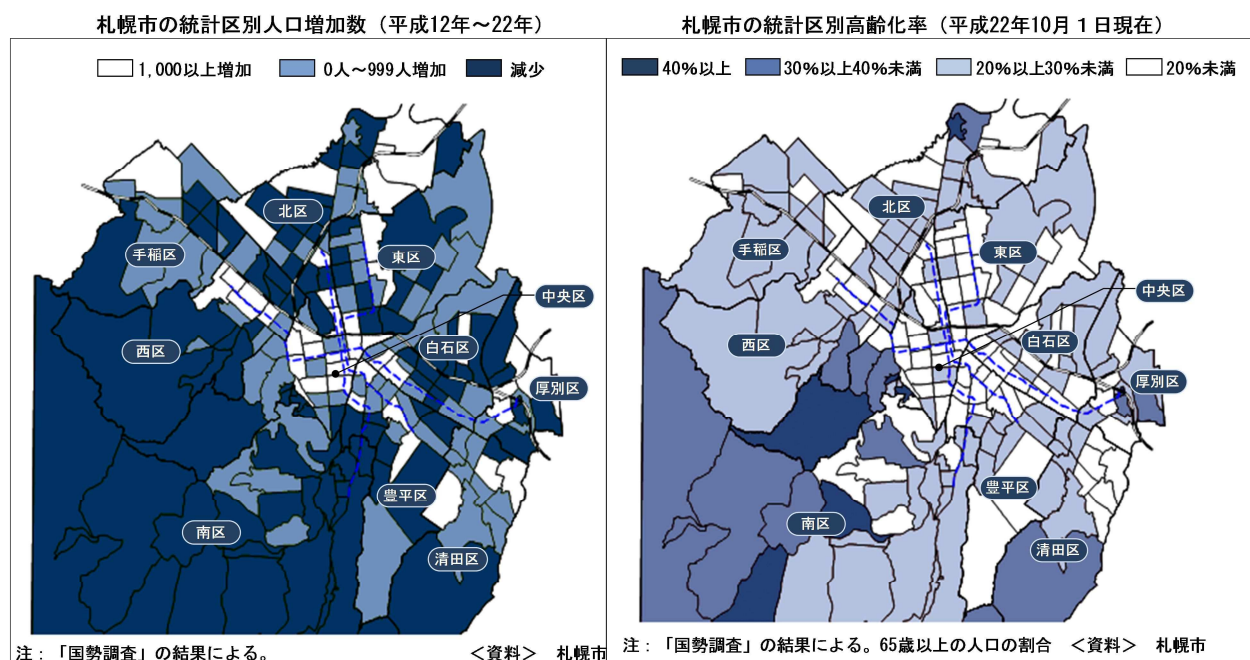 札幌市の統計区別人口増加数（平成12年～22年）
1,000以上増加 0人～999人増加 減少
北区
手稲区
東区
中央区
西区
白石区
厚別区
豊平区
南区
清田区
注：「国勢調査」の結果による。 ＜資料＞ 札幌市
札幌市の統計区別高齢化率（平成22年10月１日現在）
40%以上 30%以上40%未満 20%以上30%未満 20%未満
北区
手稲区
東区
中央区
西区
白石区
厚別区
豊平区
南区
清田区
注：「国勢調査」の結果による。65歳以上の人口の割合 ＜資料＞ 札幌市